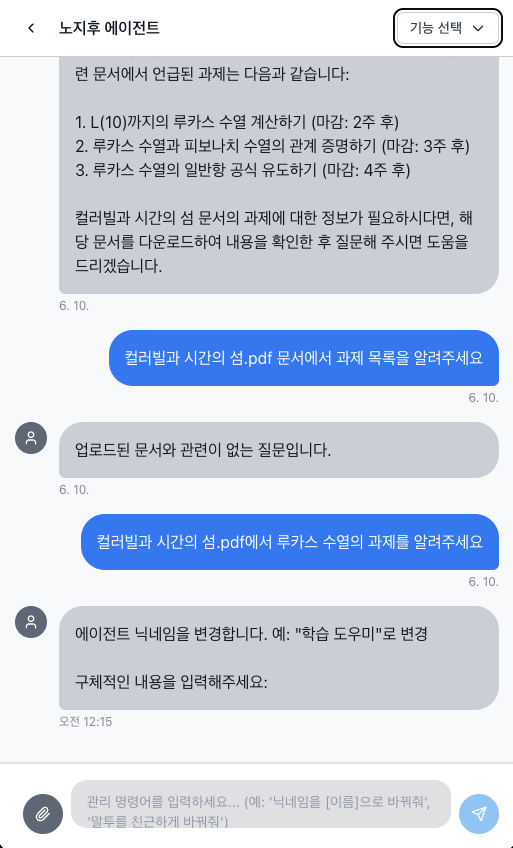 노지후 에이전트
기능 선택
련 문서에서 언급된 과제는 다음과 같습니다:
1. L(10)까지의 루카스 수열 계산하기 (마감: 2주 후)
2. 루카스 수열과 피보나치 수열의 관계 증명하기 (마감: 3주 후)
3. 루카스 수열의 일반항 공식 유도하기 (마감: 4주 후)
컬러빌과 시간의 섬 문서의 과제에 대한 정보가 필요하시다면, 해
당 문서를 다운로드하여 내용을 확인한 후 질문해 주시면 도움을
드리겠습니다.
6. 10.
컬러빌과 시간의 섬.pdf 문서에서 과제 목록을 알려주세요
6. 10.
업로드된 문서와 관련이 없는 질문입니다.
6. 10.
컬러빌과 시간의 섬.pdf에서 루카스 수열의 과제를 알려주세요
6. 10.
에이전트 닉네임을 변경합니다. 예: "학습 도우미"로 변경
구체적인 내용을 입력해주세요:
오전 12:15
관리 명령어를 입력하세요... (예: '닉네임을 [이름]으로 바꿔줘',
'말투를 친근하게 바꿔줘')